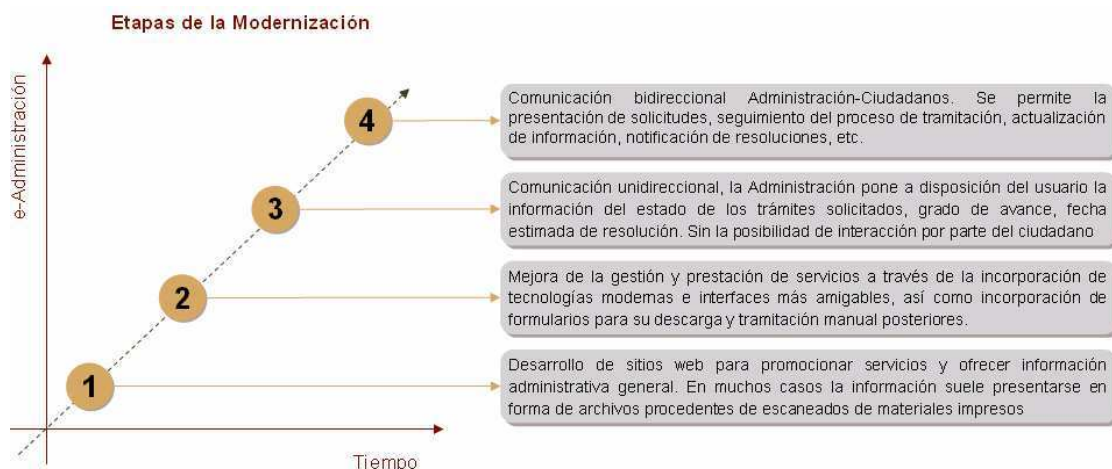 Etapas de la Modernización
e-Administración
4
Comunicación bidireccional Administración-Ciudadanos. Se permite la
presentación de solicitudes, seguimiento del proceso de tramitación, actualización
de información, notificación de resoluciones, etc.
3
Comunicación unidireccional, la Administración pone a disposición del usuario la
información del estado de los trámites solicitados, grado de avance, fecha
estimada de resolución. Sin la posibilidad de interacción por parte del ciudadano
2
Mejora de la gestión y prestación de servicios a través de la incorporación de
tecnologías modernas e interfaces más amigables, así como incorporación de
formularios para su descarga y tramitación manual posteriores.
1
Desarrollo de sitios web para promocionar servicios y ofrecer información
administrativa general. En muchos casos la información suele presentarse en
forma de archivos procedentes de escaneados de materiales impresos
Tiempo